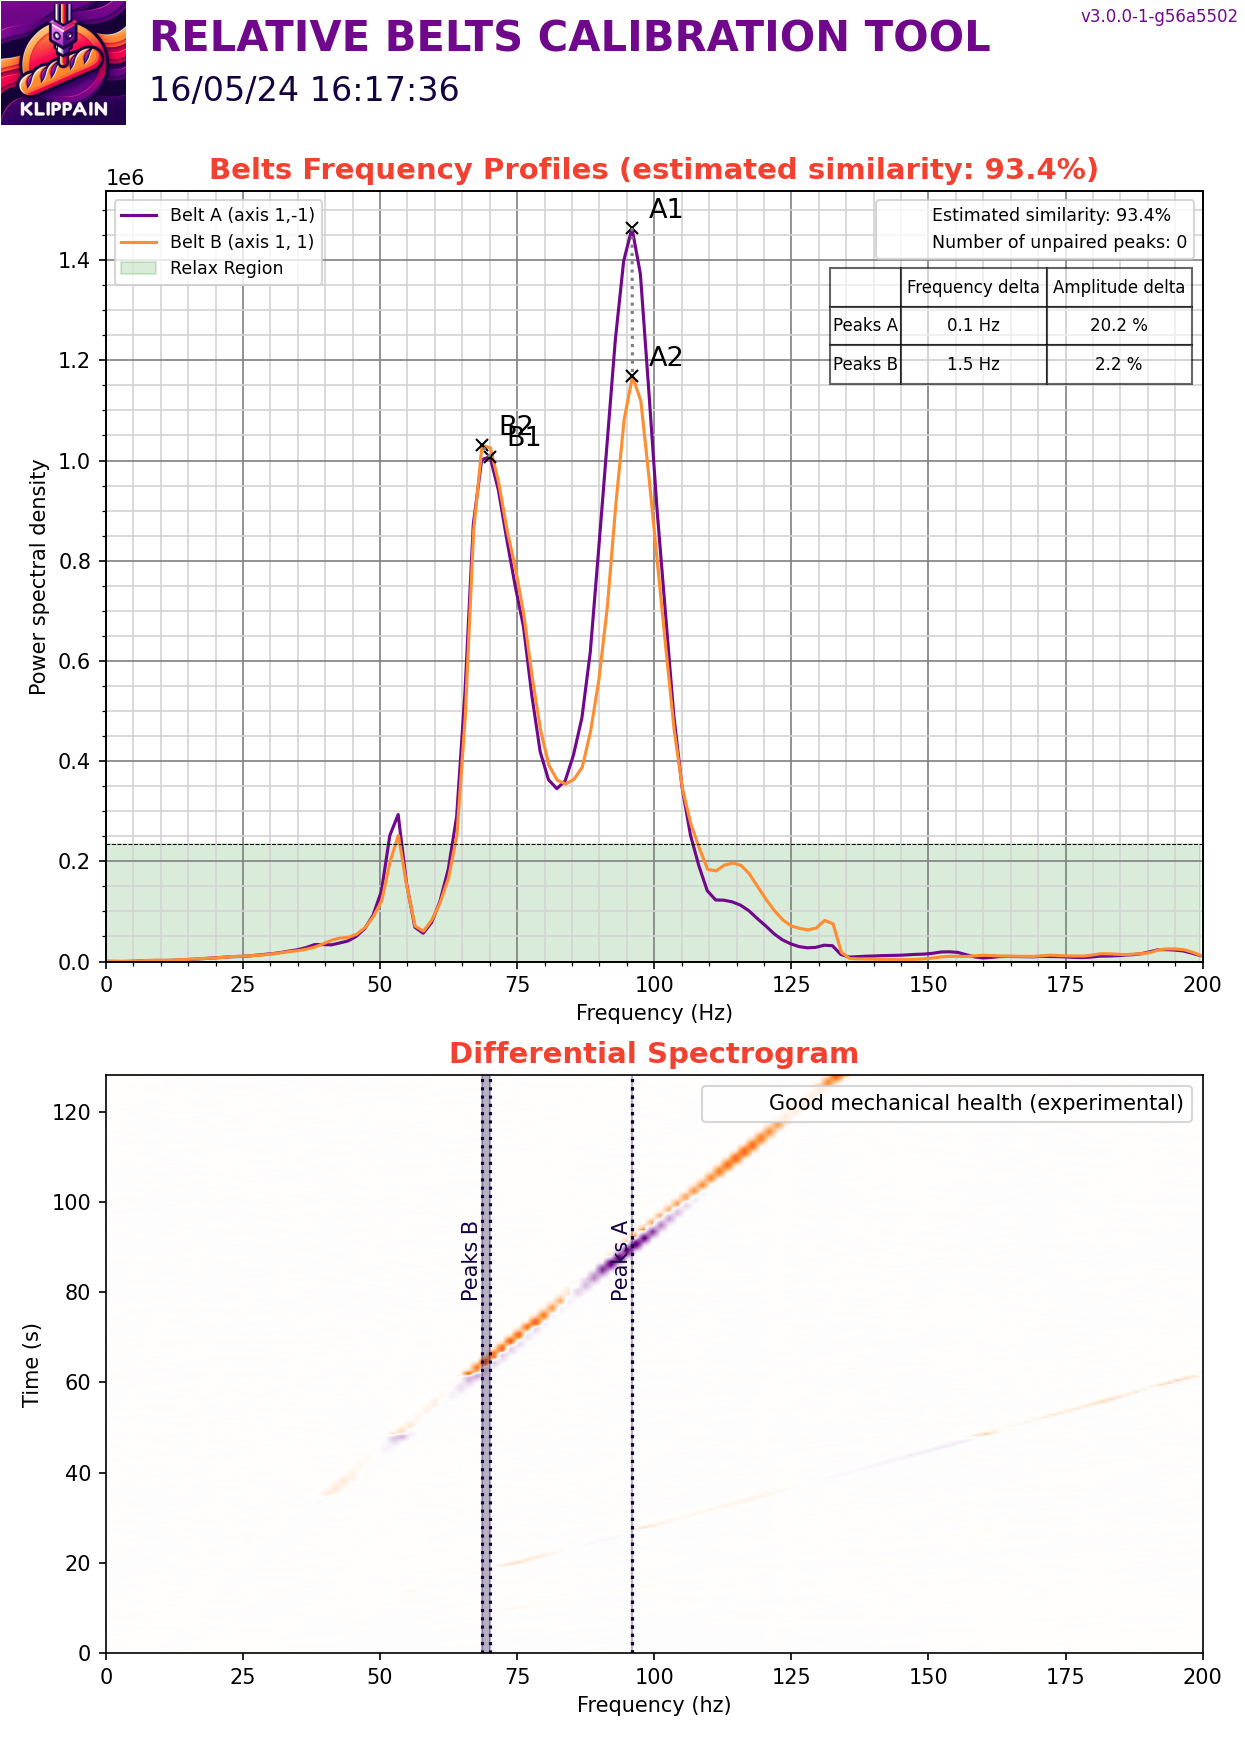 v3.0.0-1-g56a5502
RELATIVE BELTS CALIBRATION TOOL
16/05/24 16:17:36
KLIPPAIN
Belts Frequency Profiles (estimated similarity: 93.4%)
1e6
Belt A (axis 1,-1)
Belt B (axis 1, 1)
Relax Region
Estimated similarity: 93.4%
Number of unpaired peaks: 0
Frequency delta Amplitude delta
Peaks A 0.1 Hz 20.2 %
Peaks B 1.5 Hz 2.2 %
A1
A2
B2
B1
Power spectral density
1.4
1.2
1.0
0.8
0.6
0.4
0.2
0.0
0 25 50 75 100 125 150 175 200
Frequency (Hz)
Differential Spectrogram
Good mechanical health (experimental)
Peaks B
Peaks A
Time (s)
120
100
80
60
40
20
0
0 25 50 75 100 125 150 175 200
Frequency (hz)